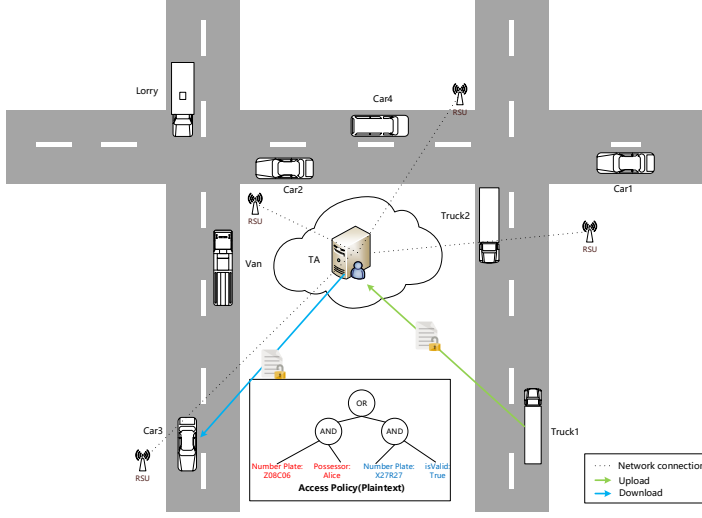 Lorry
Car4
RSU
Car2
Car1
RSU
Truck2
RSU
TA
Van
OR
AND
AND
Car3
Truck1
RSU
Number Plate:
Z08C06
Possessor:
Alice
Number Plate:
X27R27
isValid:
True
Access Policy(Plaintext)
Network connection
Upload
Download